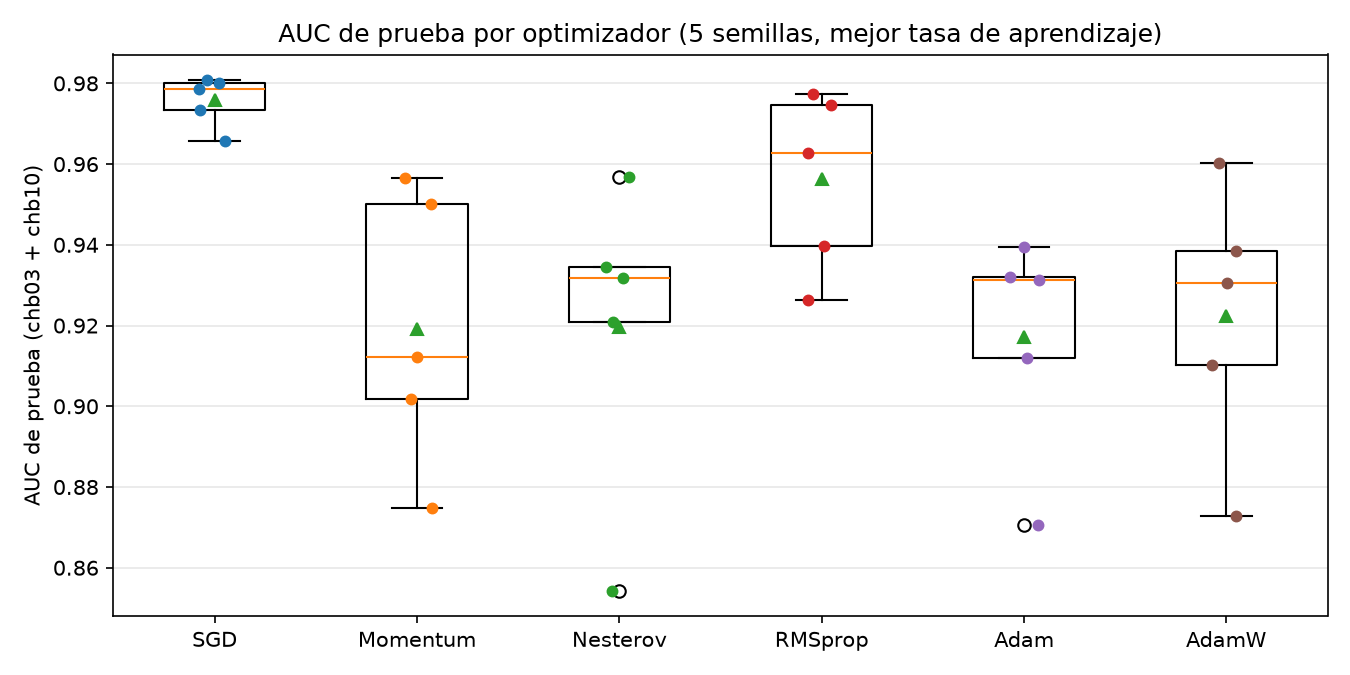 AUC de prueba por optimizador (5 semillas, mejor tasa de aprendizaje)
AUC de prueba (chb03 + chb10)
0.98
0.96
0.94
0.92
0.90
0.88
0.86
SGD
Momentum
Nesterov
RMSprop
Adam
AdamW